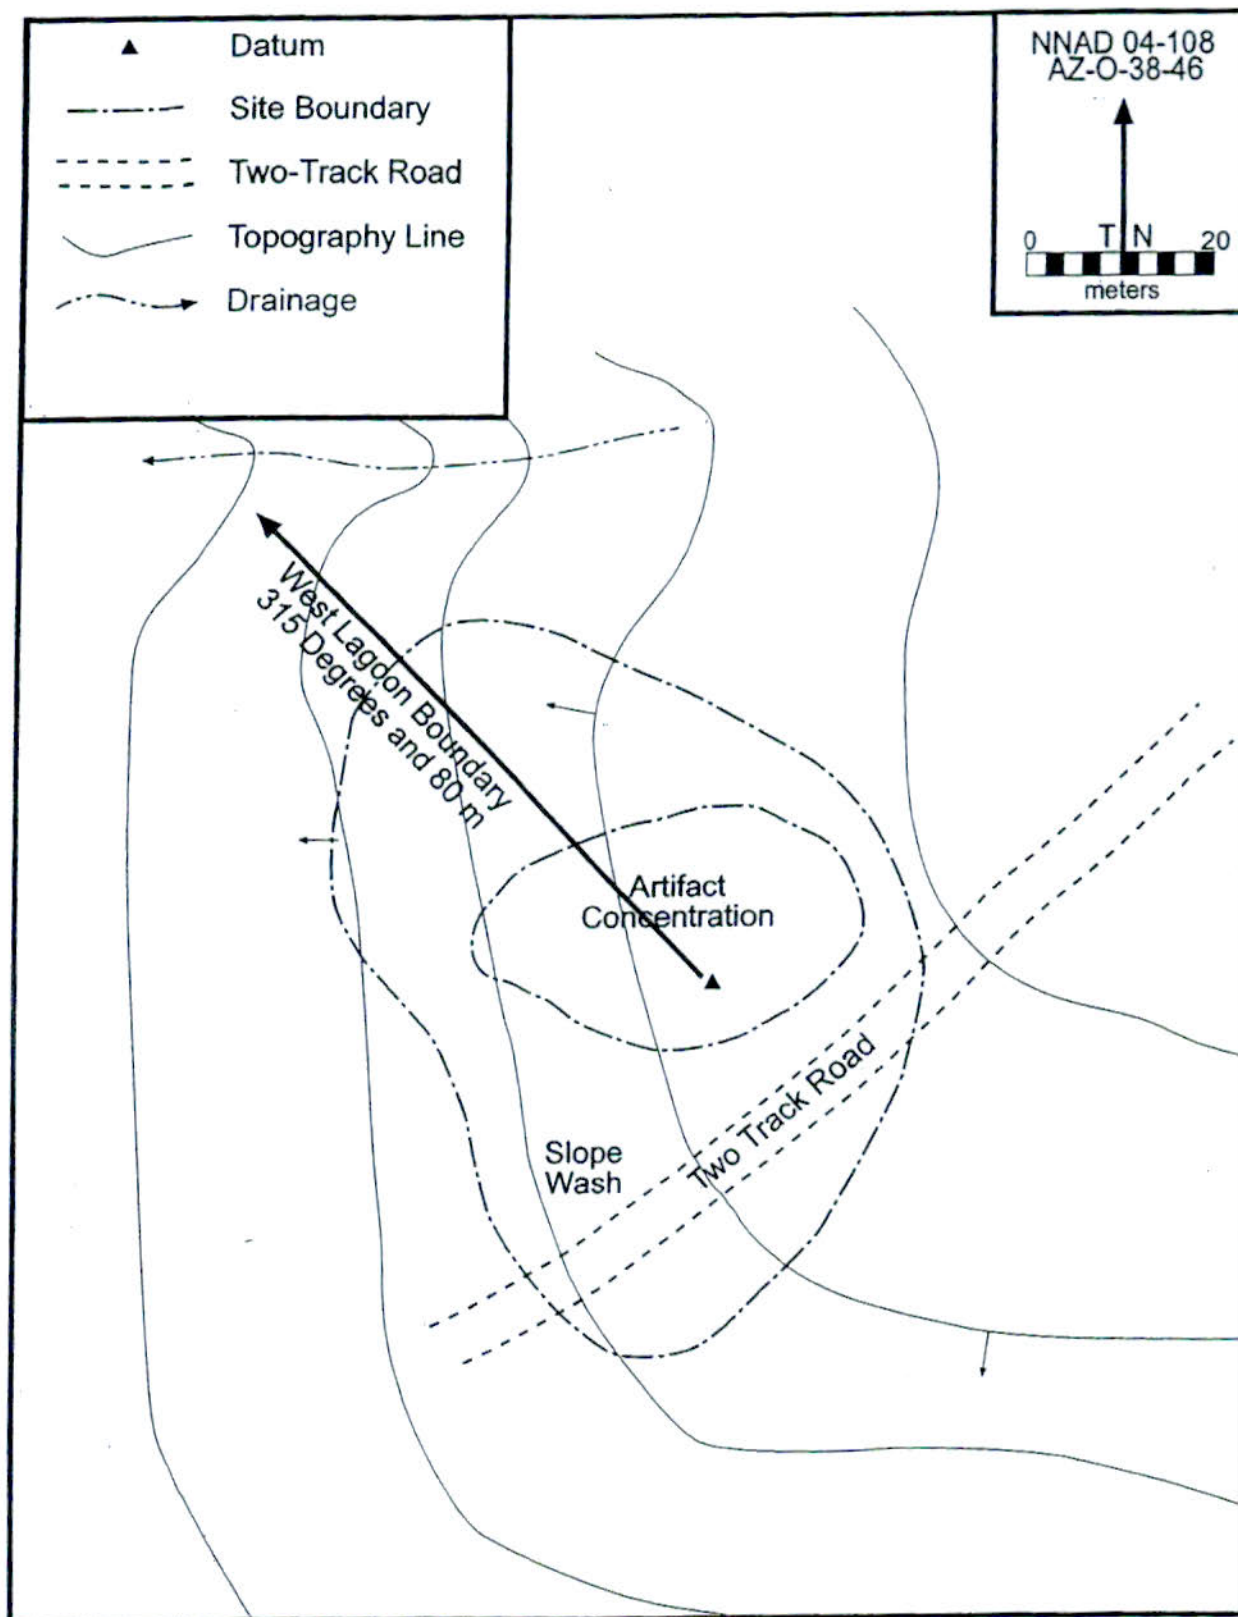 Datum
Site Boundary
Two-Track Road
Topography Line
Drainage
NNAD 04-108
AZ-O-38-46
T N
0 20
meters
West Lagdon Boundary
315 Degrees and 80 m
Artifact
Concentration
Two Track Road
Slope
Wash